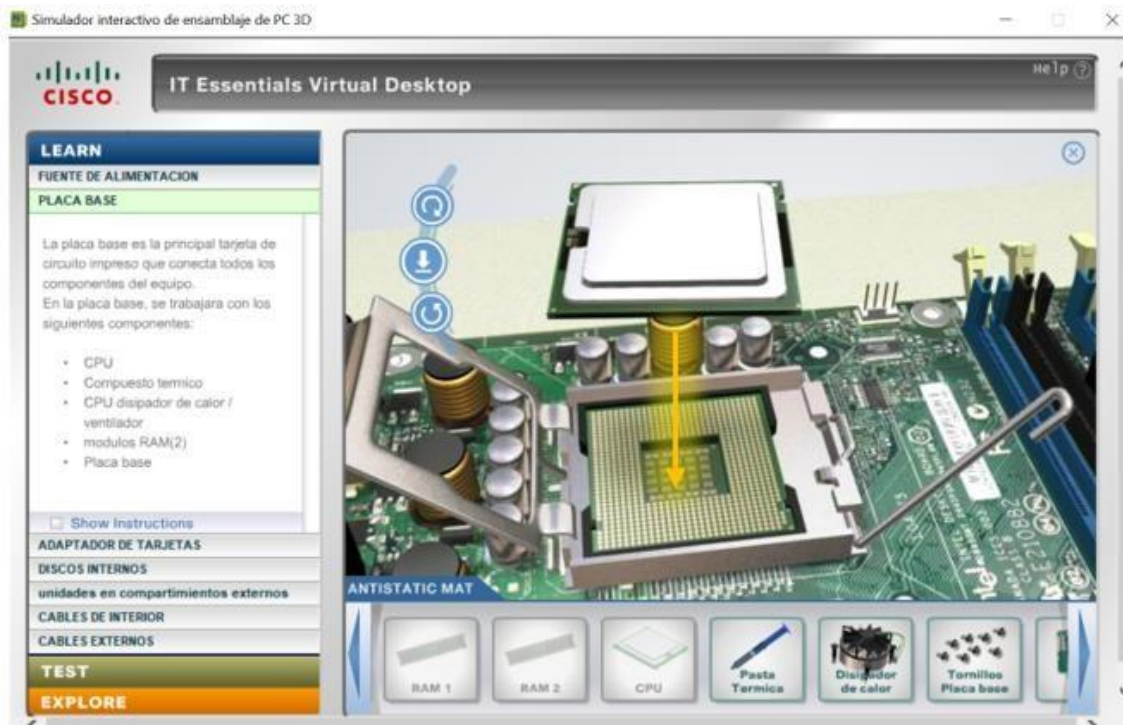 Simulador interactivo de ensamblaje de PC 3D
CISCO
IT Essentials Virtual Desktop
Help ?
LEARN
FUENTE DE ALIMENTACION
PLACA BASE
La placa base es la principal tarjeta de
circuito impreso que conecta todos los
componentes del equipo.
En la placa base, se trabajara con los
siguientes componentes:
• CPU
• Compuesto termico
• CPU disipador de calor /
ventilador
• modulos RAM(2)
• Placa base
Show Instructions
ADAPTADOR DE TARJETAS
DISCOS INTERNOS
unidades en compartimientos externos
CABLES DE INTERIOR
CABLES EXTERNOS
TEST
EXPLORE
ANTISTATIC MAT
RAM 1
RAM 2
CPU
Pasta
Termica
Disipador
de calor
Tornillos
Placa base